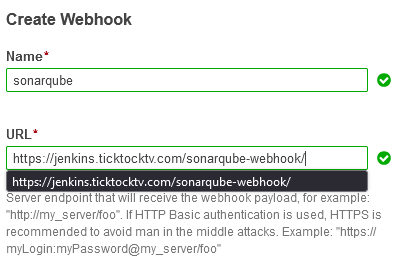 Create Webhook
Name*
sonarqube
URL*
https://jenkins.ticktocktv.com/sonarqube-webhook/
https://jenkins.ticktocktv.com/sonarqube-webhook/
Server endpoint that will receive the webhook payload, for example:
"http://my_server/foo". If HTTP Basic authentication is used, HTTPS is
recommended to avoid man in the middle attacks. Example: "https://
myLogin:myPassword@my_server/foo"